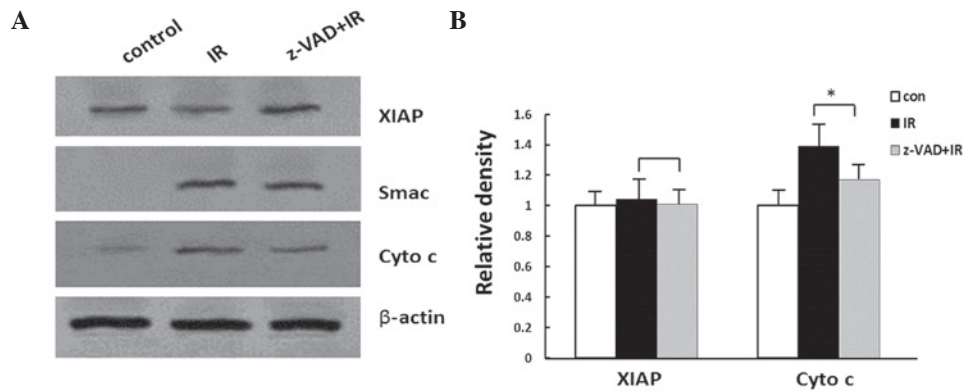 A
control IR z-VAD+IR
XIAP
Smac
Cyto c
β-actin
B
*
con
IR
z-VAD+IR
Relative density
1.6
1.4
1.2
1
0.8
0.6
0.4
0.2
0
XIAP Cyto c